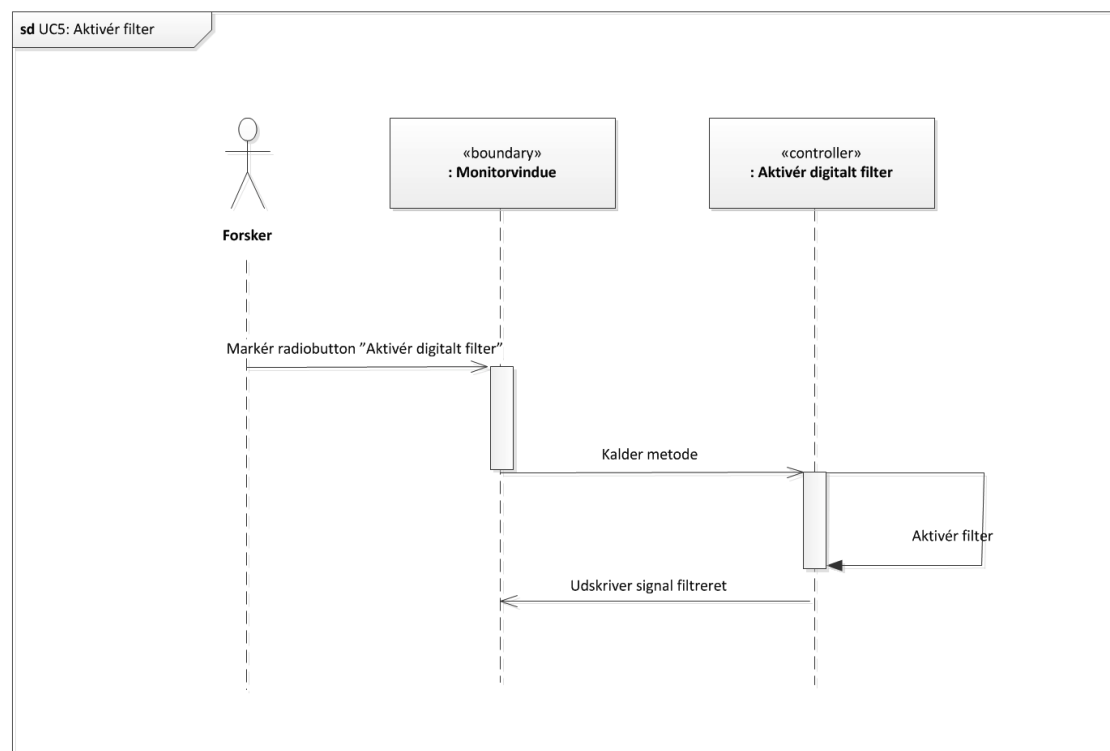 sd UC5: Aktivér filter
«boundary»
: Monitorvindue
«controller»
: Aktivér digitalt filter
Forsker
Markér radiobutton ”Aktivér digitalt filter”
Kalder metode
Aktivér filter
Udskriver signal filtreret